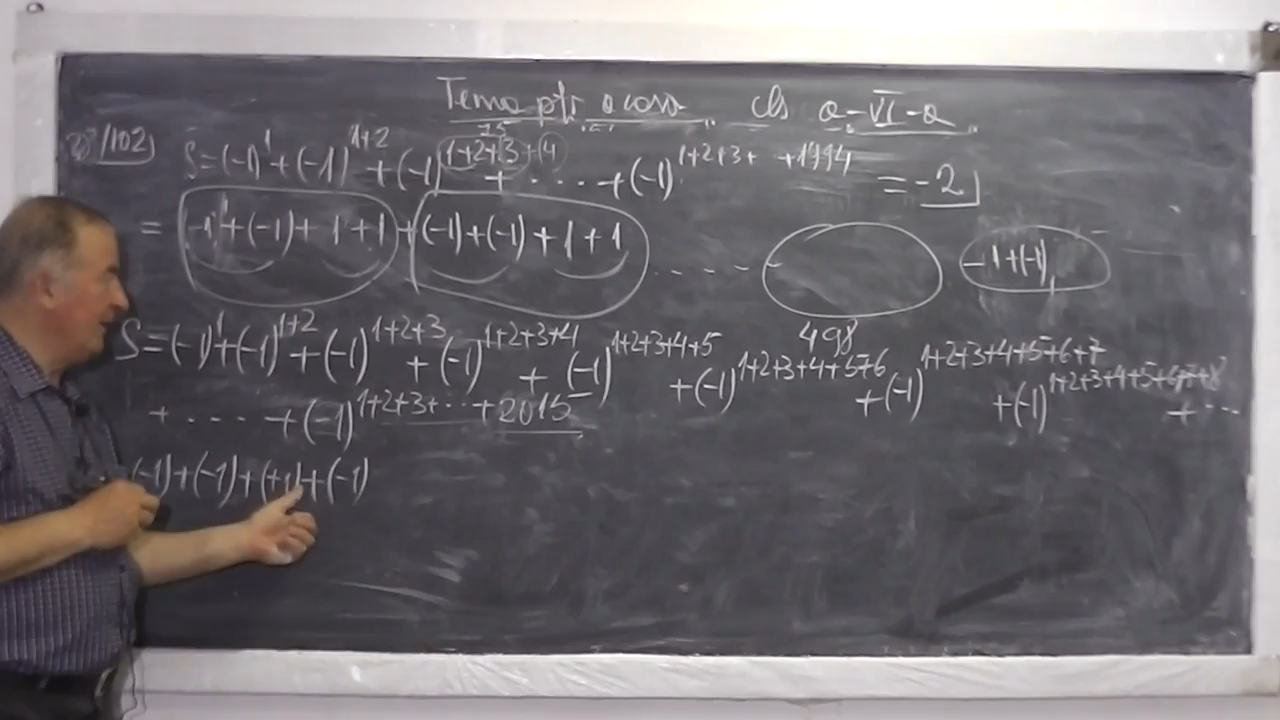 Tema ptr acasa cls a-VI-a
/102)
S=(-1)¹+(-1)¹⁺²+(-1)¹⁺²⁺³⁺⁴+.....+(-1)¹⁺²⁺³⁺ ⁺¹⁹⁹⁴ = -2
= -1¹+(-1)+1+1+(-1)+(-1)+1+1 ..... -1+(-1)
498
S=(-1)¹+(-1)¹⁺²+(-1)¹⁺²⁺³+(-1)¹⁺²⁺³⁺⁴+(-1)¹⁺²⁺³⁺⁴⁺⁵+(-1)¹⁺²⁺³⁺⁴⁺⁵⁺⁶+(-1)¹⁺²⁺³⁺⁴⁺⁵⁺⁶⁺⁷+(-1)¹⁺²⁺³⁺⁴⁺⁵⁺⁶⁺⁷⁺⁸+...
+.....+(-1)¹⁺²⁺³⁺···⁺²⁰¹⁵
(-1)+(-1)+(+1)+(-1)